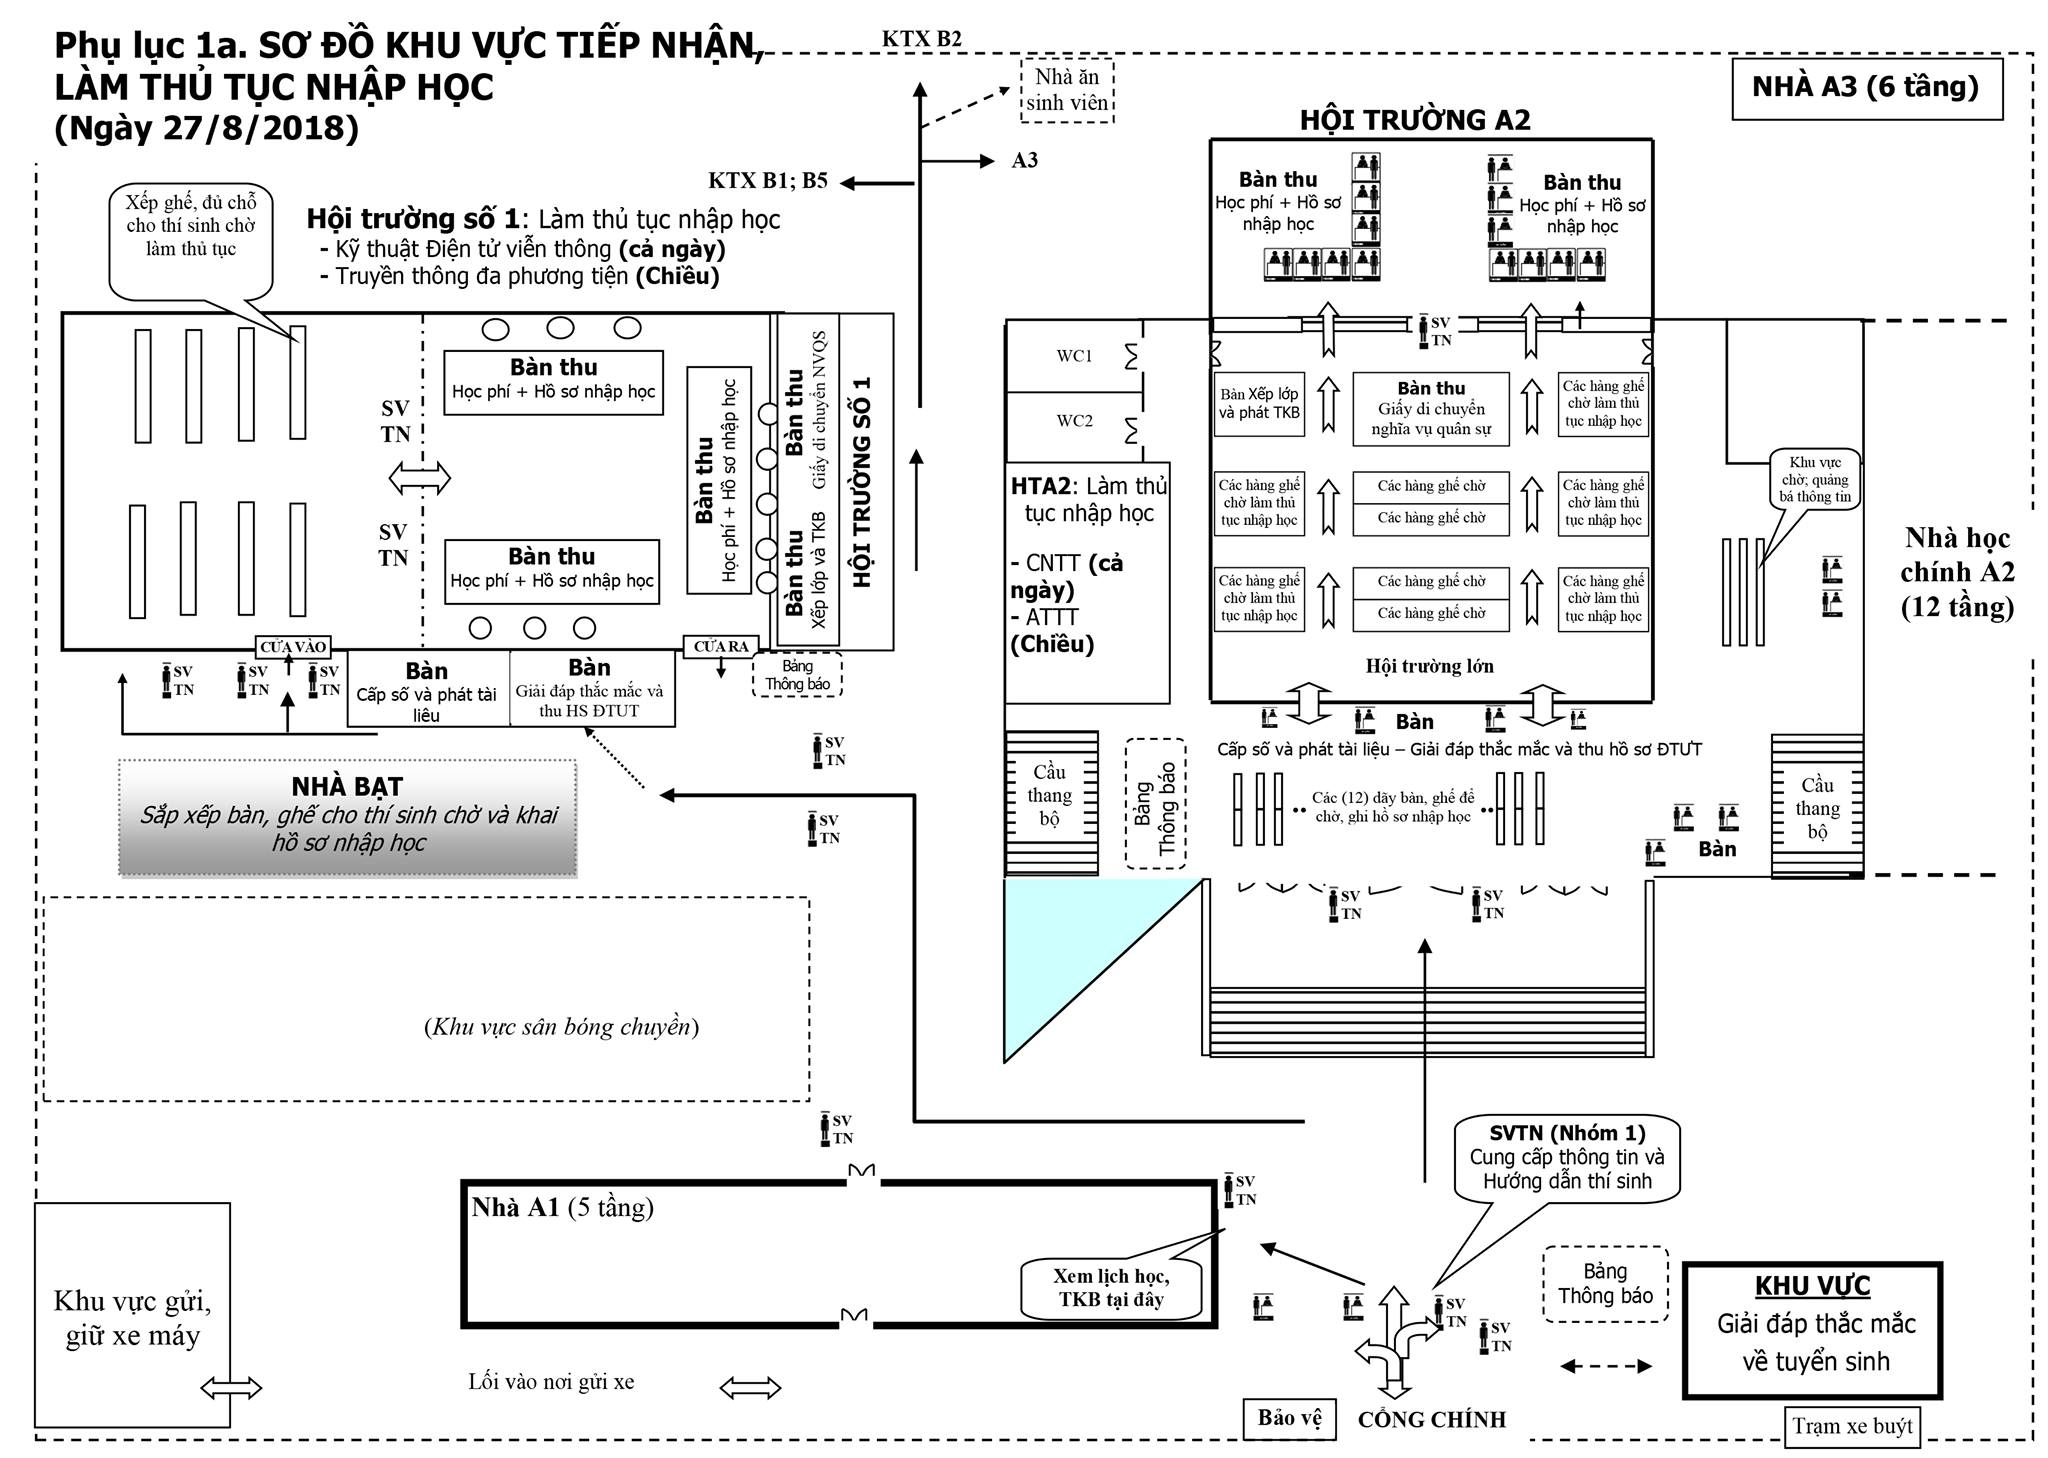 Phụ lục 1a. SƠ ĐỒ KHU VỰC TIẾP NHẬN,
LÀM THỦ TỤC NHẬP HỌC
(Ngày 27/8/2018)
KTX B2
Nhà ăn
sinh viên
A3
KTX B1; B5
NHÀ A3 (6 tầng)
Xếp ghế, đủ chỗ
cho thí sinh chờ
làm thủ tục
Hội trường số 1: Làm thủ tục nhập học
- Kỹ thuật Điện tử viễn thông (cả ngày)
- Truyền thông đa phương tiện (Chiều)
SV
TN
SV
TN
Bàn thu
Học phí + Hồ sơ nhập học
Bàn thu
Học phí + Hồ sơ nhập học
Bàn thu
Học phí + Hồ sơ nhập học
Bàn thu
Giấy di chuyển NVQS
Bàn thu
Xếp lớp và TKB
HỘI TRƯỜNG SỐ 1
CỬA VÀO
CỬA RA
SV
TN
SV
TN
SV
TN
Bàn
Cấp số và phát tài
liệu
Bàn
Giải đáp thắc mắc và
thu HS ĐTUT
Bảng
Thông báo
SV
TN
SV
TN
NHÀ BẠT
Sắp xếp bàn, ghế cho thí sinh chờ và khai
hồ sơ nhập học
(Khu vực sân bóng chuyền)
SV
TN
HỘI TRƯỜNG A2
Bàn thu
Học phí + Hồ sơ
nhập học
Bàn thu
Học phí + Hồ sơ
nhập học
SV
TN
WC1
WC2
HTA2: Làm thủ
tục nhập học
- CNTT (cả
ngày)
- ATTT
(Chiều)
Bàn Xếp lớp
và phát TKB
Bàn thu
Giấy di chuyển
nghĩa vụ quân sự
Các hàng ghế
chờ làm thủ
tục nhập học
Các hàng ghế
chờ làm thủ
tục nhập học
Các hàng ghế chờ
Các hàng ghế chờ
Các hàng ghế
chờ làm thủ
tục nhập học
Các hàng ghế
chờ làm thủ
tục nhập học
Các hàng ghế chờ
Các hàng ghế chờ
Các hàng ghế
chờ làm thủ
tục nhập học
Hội trường lớn
Khu vực
chờ; quảng
bá thông tin
Nhà học
chính A2
(12 tầng)
Bàn
Cấp số và phát tài liệu – Giải đáp thắc mắc và thu hồ sơ ĐTƯT
Cầu
thang
bộ
Bảng
Thông báo
Các (12) dãy bàn, ghế để
chờ, ghi hồ sơ nhập học
Bàn
Cầu
thang
bộ
SV
TN
SV
TN
SVTN (Nhóm 1)
Cung cấp thông tin và
Hướng dẫn thí sinh
Nhà A1 (5 tầng)
SV
TN
Xem lịch học,
TKB tại đây
SV
TN
SV
TN
Bảng
Thông báo
KHU VỰC
Giải đáp thắc mắc
về tuyển sinh
Khu vực gửi,
giữ xe máy
Lối vào nơi gửi xe
Bảo vệ
CỔNG CHÍNH
Trạm xe buýt